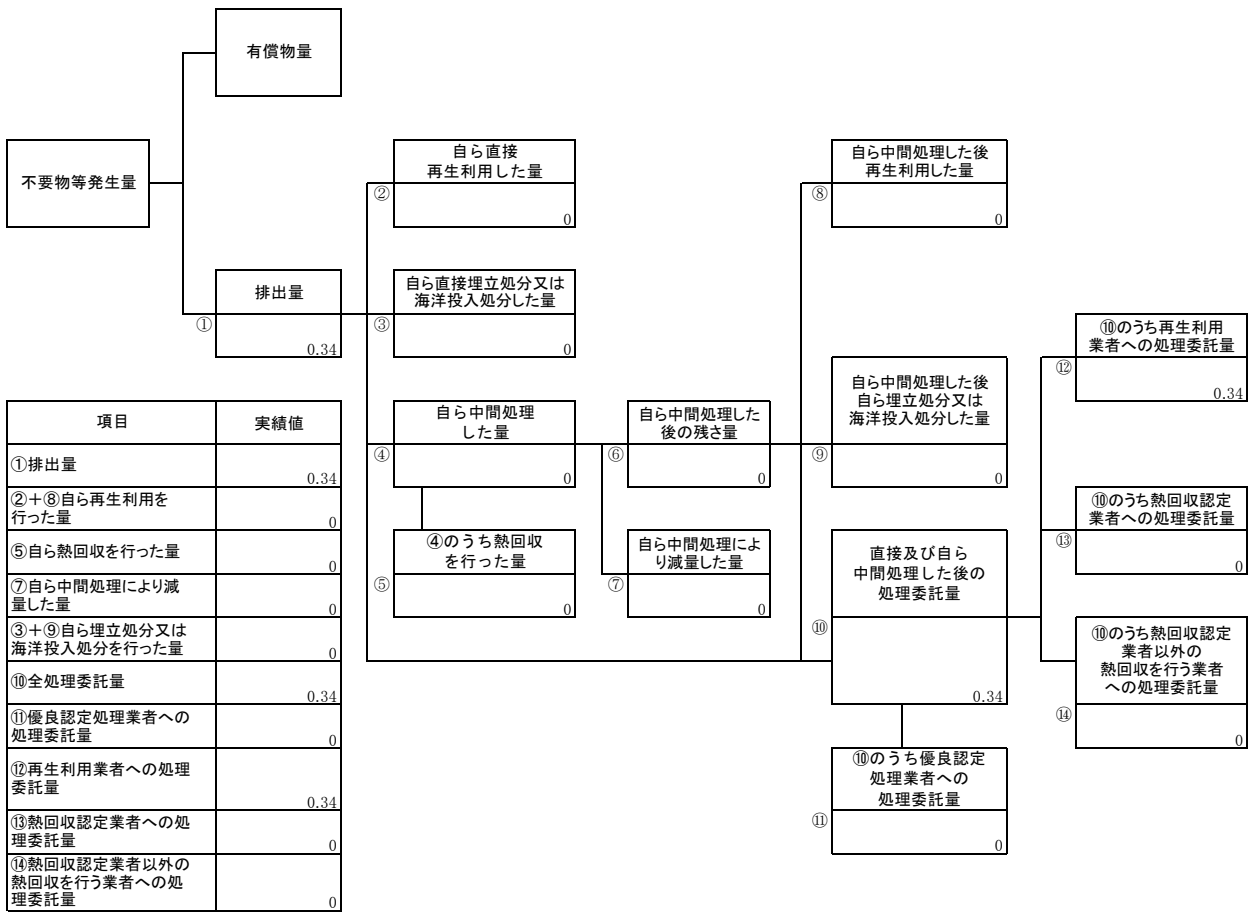 有償物量
不要物等発生量
排出量
①
0.34
自ら直接
再生利用した量
②
0
自ら直接埋立処分又は
海洋投入処分した量
③
0
自ら中間処理
した量
④
0
④のうち熱回収
を行った量
⑤
0
自ら中間処理した
後の残さ量
⑥
0
自ら中間処理によ
り減量した量
⑦
0
自ら中間処理した後
再生利用した量
⑧
0
自ら中間処理した後
自ら埋立処分又は
海洋投入処分した量
⑨
0
直接及び自ら
中間処理した後の
処理委託量
⑩
0.34
⑩のうち優良認定
処理業者への
処理委託量
⑪
0
⑩のうち再生利用
業者への処理委託量
⑫
0.34
⑩のうち熱回収認定
業者への処理委託量
⑬
0
⑩のうち熱回収認定
業者以外の
熱回収を行う業者
への処理委託量
⑭
0
項目 実績値
①排出量
0.34
②＋⑧自ら再生利用を
行った量
0
⑤自ら熱回収を行った量
0
⑦自ら中間処理により減
量した量
0
③＋⑨自ら埋立処分又は
海洋投入処分を行った量
0
⑩全処理委託量
0.34
⑪優良認定処理業者への
処理委託量
0
⑫再生利用業者への処理
委託量
0.34
⑬熱回収認定業者への処
理委託量
0
⑭熱回収認定業者以外の
熱回収を行う業者への処
理委託量
0